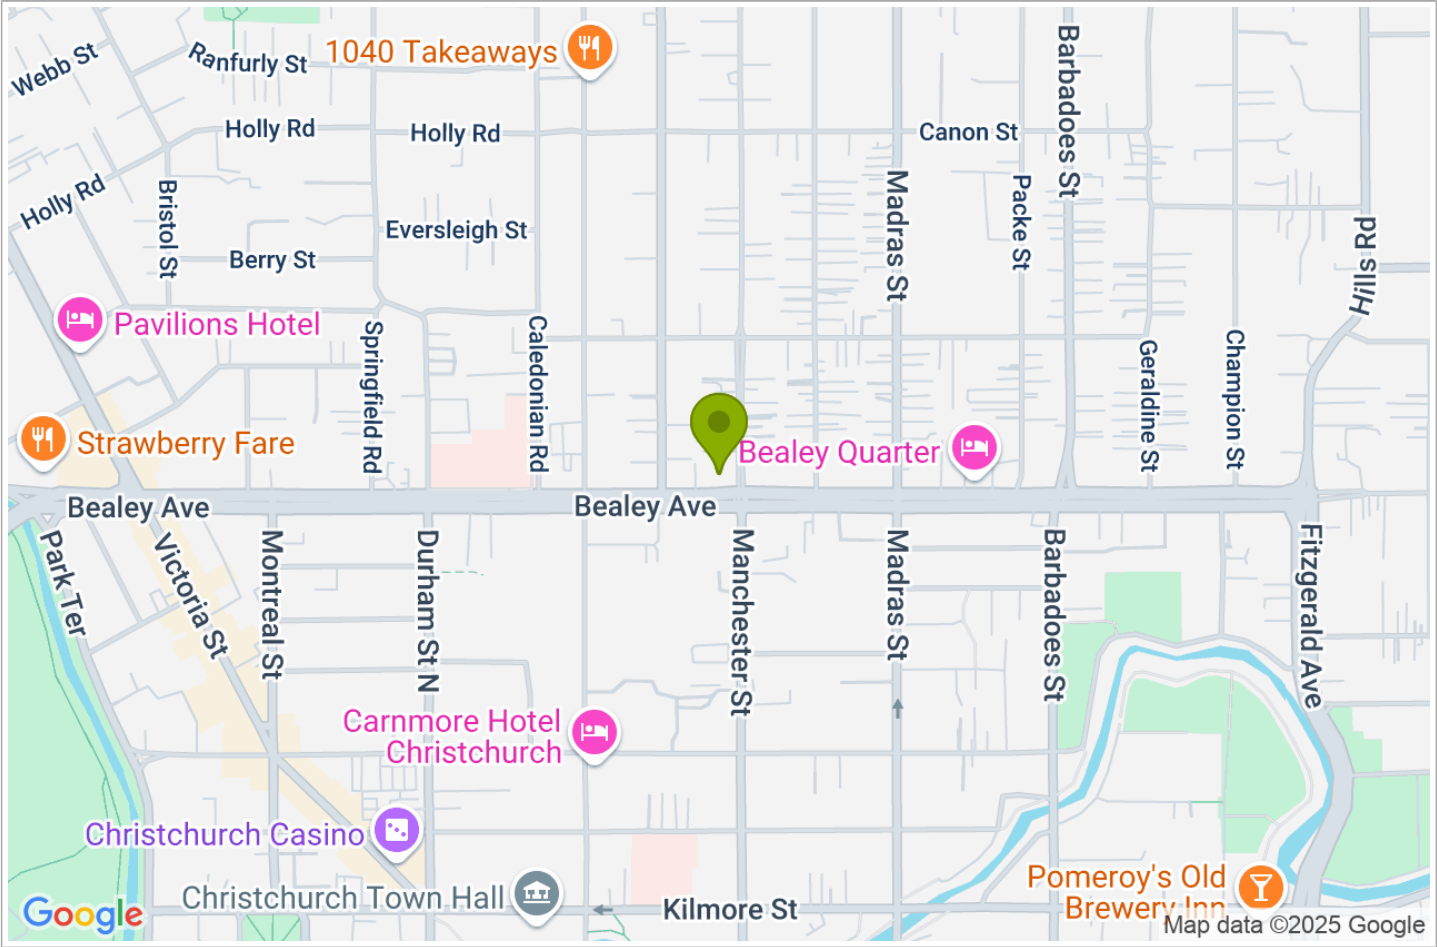 Webb St
Ranfurly St
1040 Takeaways
Barbadoes St
Holly Rd
Holly Rd
Canon St
Holly Rd
Bristol St
Madras St
Packe St
Eversleigh St
Berry St
Hills Rd
Pavilions Hotel
Springfield Rd
Caledonian Rd
Geraldine St
Champion St
Strawberry Fare
Bealey Quarter
Bealey Ave
Bealey Ave
Park Ter
Victoria St
Montreal St
Durham St N
Manchester St
Madras St
Barbadoes St
Fitzgerald Ave
Carnmore Hotel
Christchurch
Christchurch Casino
Christchurch Town Hall
Kilmore St
Pomeroy's Old
Brewery Inn
Google
Map data ©2025 Google